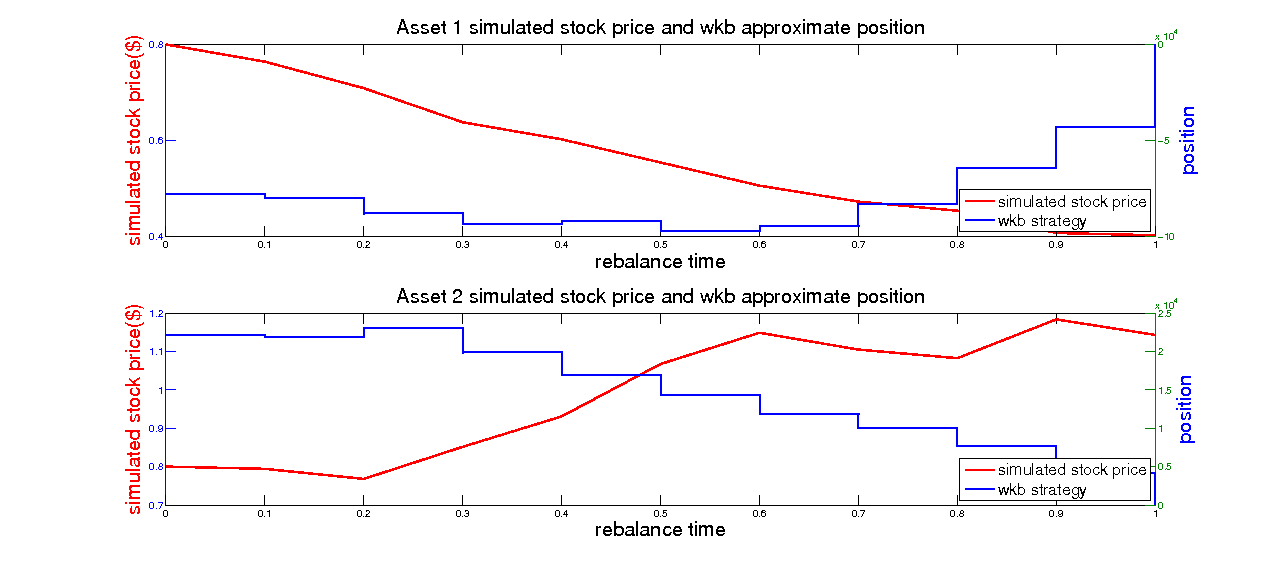 Asset 1 simulated stock price and wkb approximate position
x 10^4
simulated stock price($)
0.8
0.6
0.4
0
-5
-10
position
simulated stock price
wkb strategy
0 0.1 0.2 0.3 0.4 0.5 0.6 0.7 0.8 0.9 1
rebalance time
Asset 2 simulated stock price and wkb approximate position
x 10^4
simulated stock price($)
1.2
1.1
1
0.9
0.8
0.7
2.5
2
1.5
1
0.5
0
position
simulated stock price
wkb strategy
0 0.1 0.2 0.3 0.4 0.5 0.6 0.7 0.8 0.9 1
rebalance time